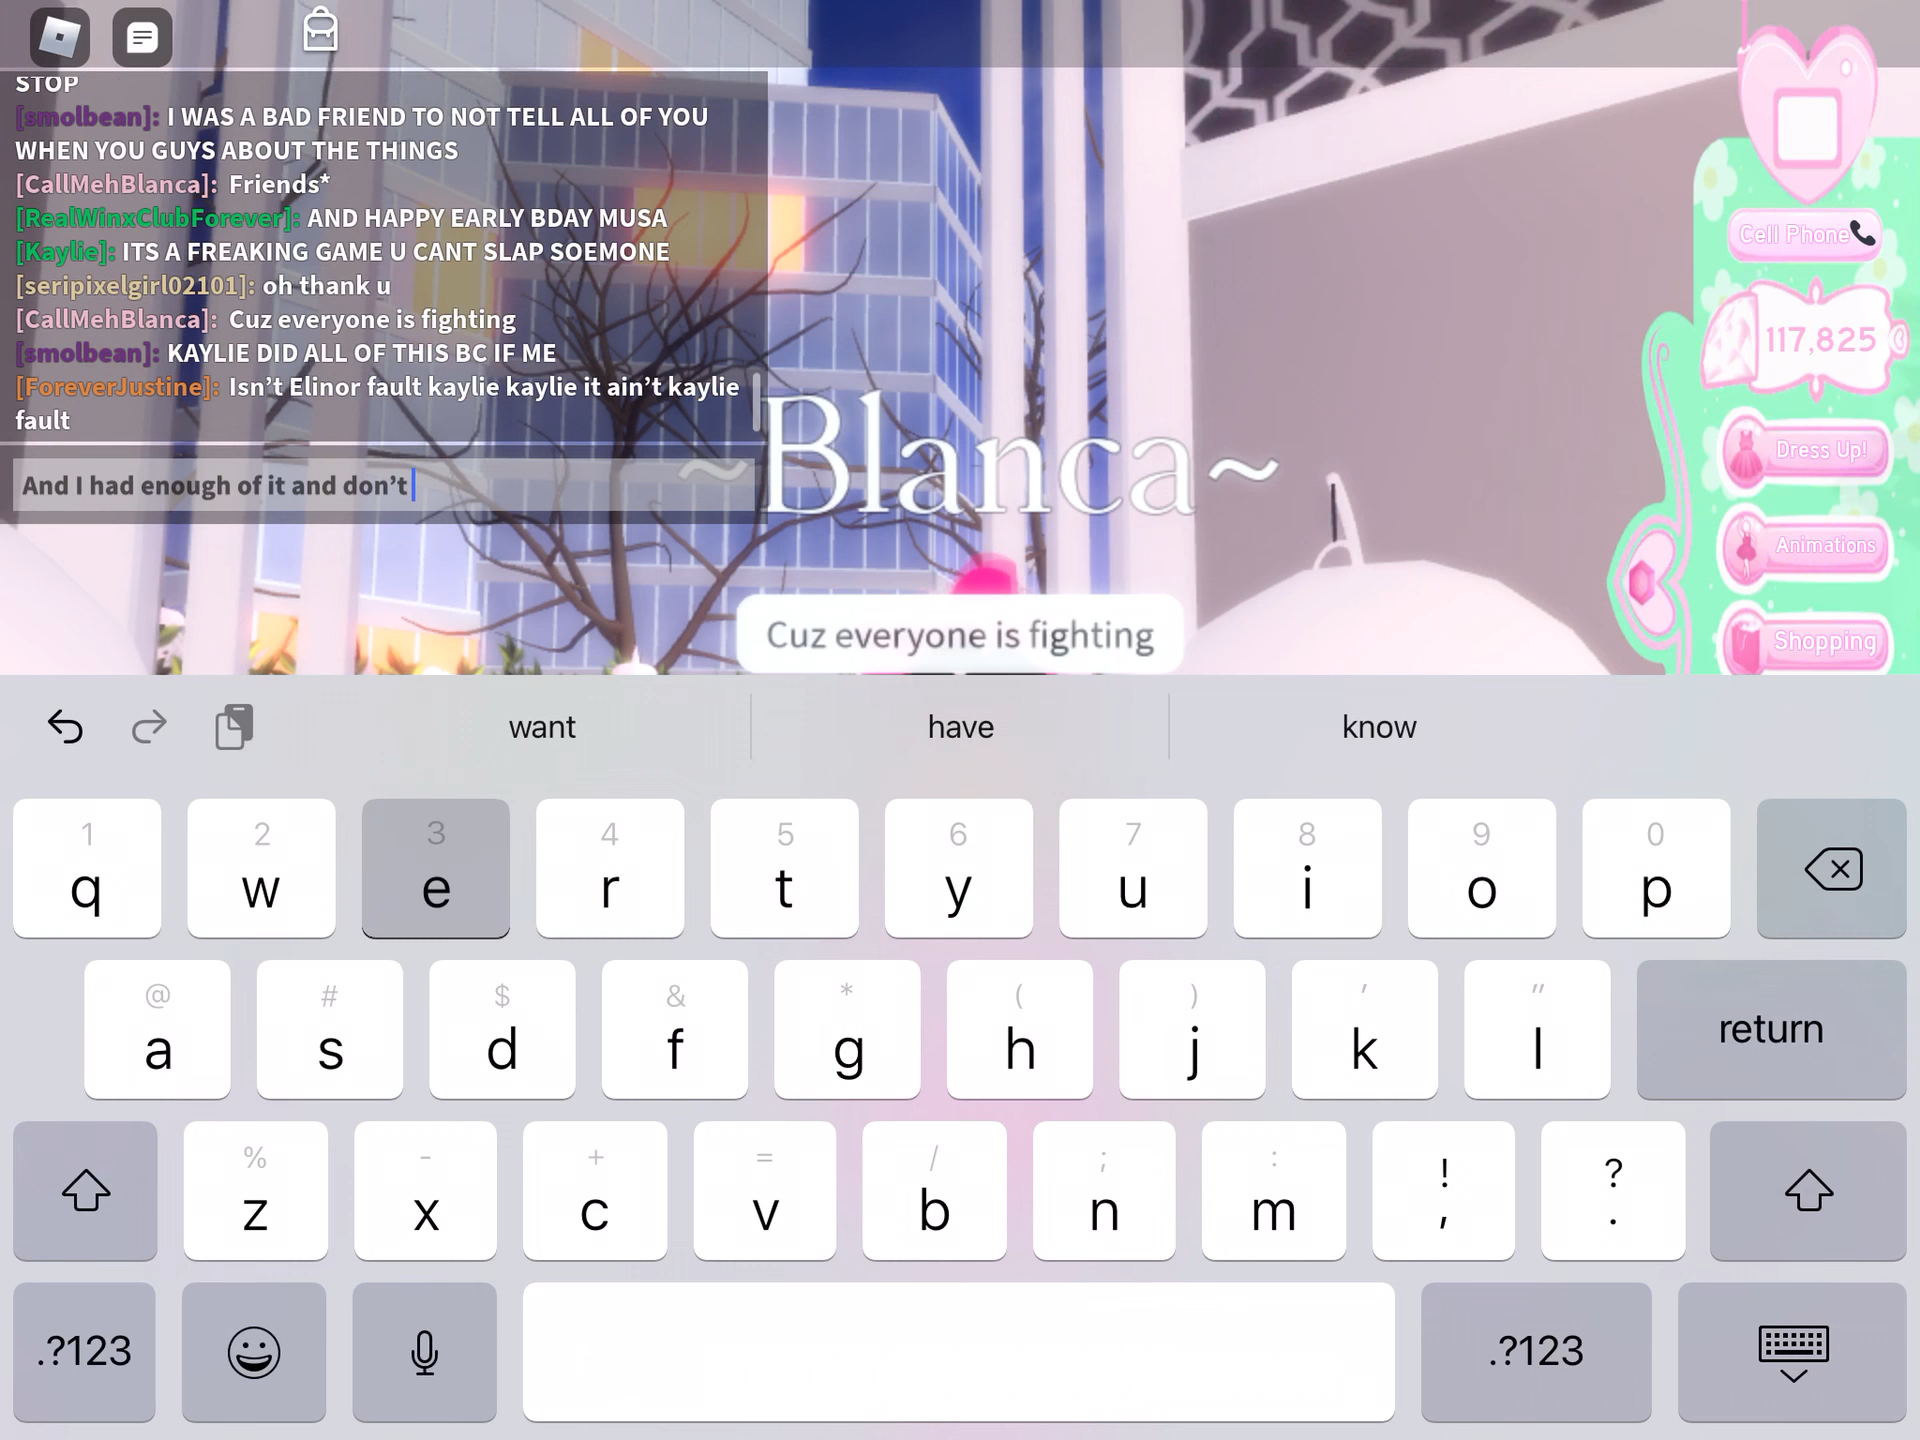 STOP
[smolbean]: I WAS A BAD FRIEND TO NOT TELL ALL OF YOU
WHEN YOU GUYS ABOUT THE THINGS
[CallMehBlanca]: Friends*
[RealWinxClubForever]: AND HAPPY EARLY BDAY MUSA
[Kaylie]: ITS A FREAKING GAME U CANT SLAP SOEMONE
[seripixelgirl02101]: oh thank u
[CallMehBlanca]: Cuz everyone is fighting
[smolbean]: KAYLIE DID ALL OF THIS BC IF ME
[ForeverJustine]: Isn’t Elinor fault kaylie kaylie it ain’t kaylie
fault
And I had enough of it and don’t
~Blanca~
Cuz everyone is fighting
Cell Phone
117,825
Dress Up!
Animations
Shopping
want have know
1 2 3 4 5 6 7 8 9 0
q w e r t y u i o p
@ # $ & * ( ) ' "
a s d f g h j k l return
% - + = / ; : ! ?
z x c v b n m , .
.?123 .?123